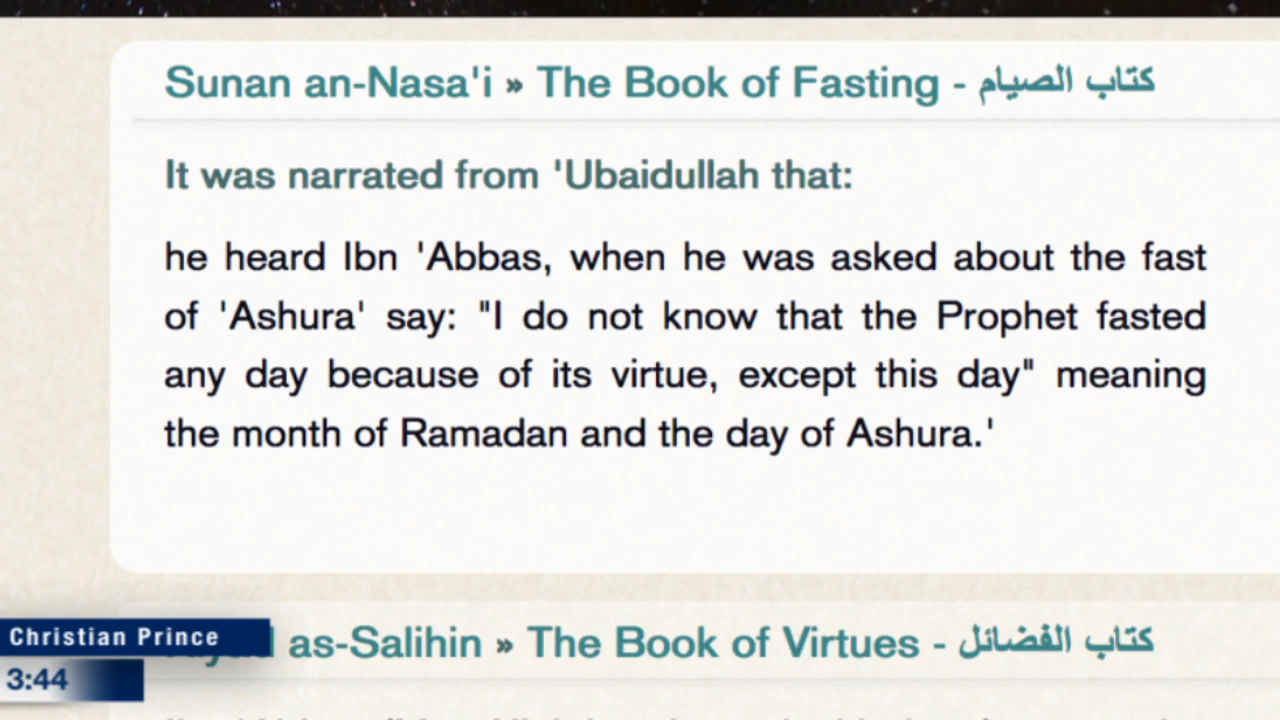 Sunan an-Nasa'i » The Book of Fasting - كتاب الصيام
It was narrated from 'Ubaidullah that:
he heard Ibn 'Abbas, when he was asked about the fast
of 'Ashura' say: "I do not know that the Prophet fasted
any day because of its virtue, except this day" meaning
the month of Ramadan and the day of Ashura.'
as-Salihin » The Book of Virtues - كتاب الفضائل
Christian Prince
3:44